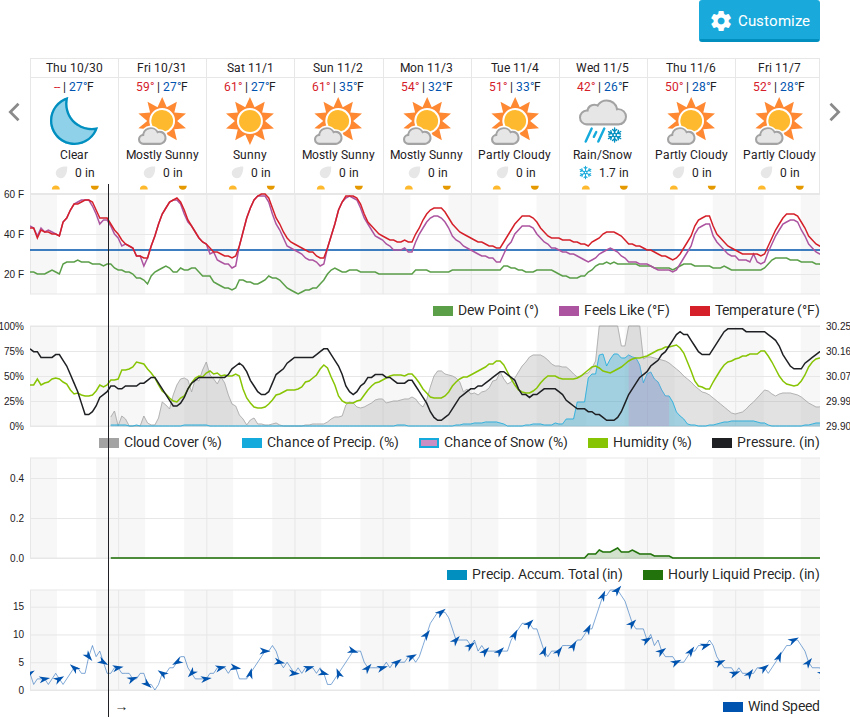 Customize
Thu 10/30 Fri 10/31 Sat 11/1 Sun 11/2 Mon 11/3 Tue 11/4 Wed 11/5 Thu 11/6 Fri 11/7
– | 27°F 59° | 27°F 61° | 27°F 61° | 35°F 54° | 32°F 51° | 33°F 42° | 26°F 50° | 28°F 52° | 28°F
Clear Mostly Sunny Sunny Mostly Sunny Mostly Sunny Partly Cloudy Rain/Snow Partly Cloudy Partly Cloudy
0 in 0 in 0 in 0 in 0 in 0 in 1.7 in 0 in 0 in
60 F
40 F
20 F
Dew Point (°) Feels Like (°F) Temperature (°F)
100% 30.25
75% 30.16
50% 30.07
25% 29.99
0% 29.90
Cloud Cover (%) Chance of Precip. (%) Chance of Snow (%) Humidity (%) Pressure. (in)
0.4
0.2
0.0
Precip. Accum. Total (in) Hourly Liquid Precip. (in)
15
10
5
0
→ Wind Speed